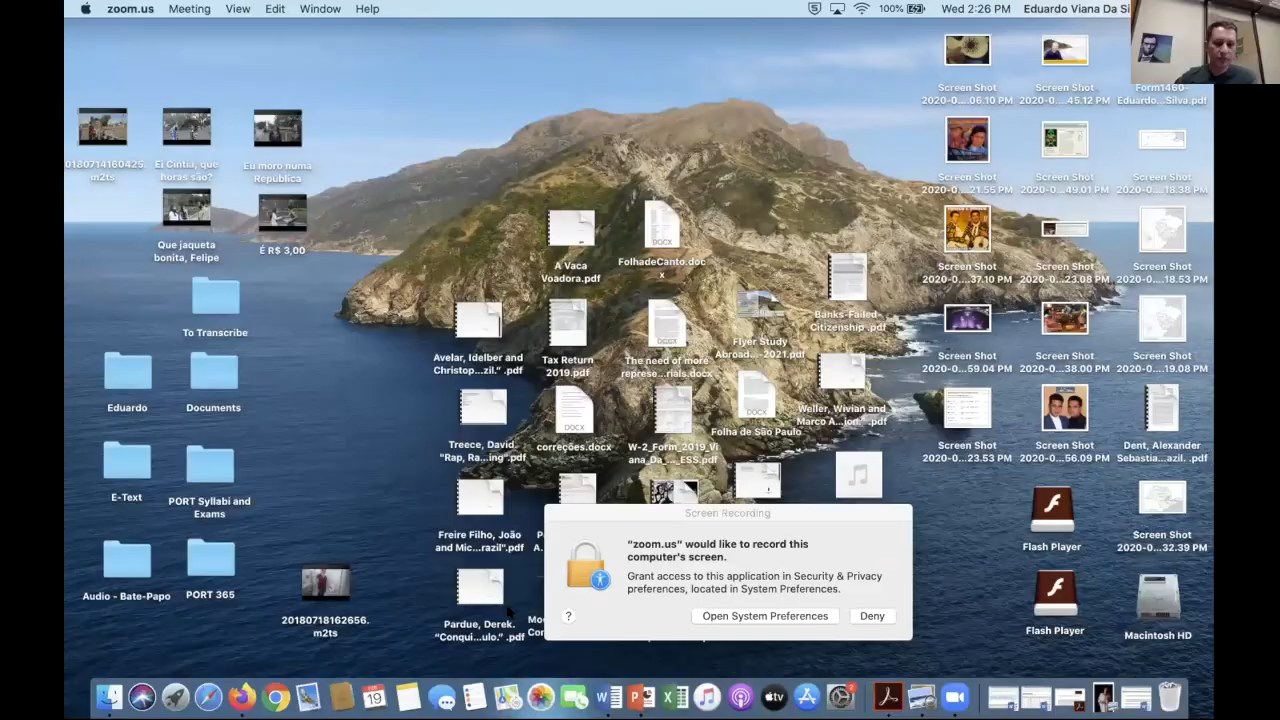 zoom.us Meeting View Edit Window Help
100% Wed 2:26 PM Eduardo Viana Da Si
0180714160425.
m2ts
Ei Cíntia, que
horas são?
Eu moro numa
República
Que jaqueta
bonita, Felipe
É R$ 3,00
To Transcribe
Eduardo
Documents
E-Text
PORT Syllabi and
Exams
Audio - Bate-Papo
PORT 365
20180718162656.
m2ts
A Vaca
Voadora.pdf
FolhadeCanto.doc
x
Avelar, Idelber and
Christop...zil.” .pdf
Tax Return
2019.pdf
The need of more
represe...rials.docx
Flyer Study
Abroad...-2021.pdf
Banks-Failed
Citizenship .pdf
Treece, David.
“Rap, Ra...ing”.pdf
correções.docx
Folha de São Paulo
Weller, Wivian and
Marco A...ion.” .pdf
Freire Filho, João
and Mic...razil”.pdf
Pardue, Derek.
“Conqui...ulo.” .pdf
DOCX
DOCX
DOCX
DOCX
Screen Shot
2020-0....06.10 PM
Screen Shot
2020-0...45.12 PM
Form1460-
Eduardo...Silva.pdf
Screen Shot
2020-0...21.55 PM
Screen Shot
2020-0...49.01 PM
Screen Shot
2020-0...18.38 PM
Screen Shot
2020-0....37.10 PM
Screen Shot
2020-0...23.08 PM
Screen Shot
2020-0...18.53 PM
Screen Shot
2020-0...59.04 PM
Screen Shot
2020-0...38.00 PM
Screen Shot
2020-0...19.08 PM
Screen Shot
2020-0...23.53 PM
Screen Shot
2020-0...56.09 PM
Dent, Alexander
Sebastia...azil. .pdf
Flash Player
Screen Shot
2020-0...32.39 PM
Flash Player
Macintosh HD
Screen Recording
“zoom.us” would like to record this
computer’s screen.
Grant access to this application in Security & Privacy
preferences, located in System Preferences.
? Open System Preferences Deny
19
tv